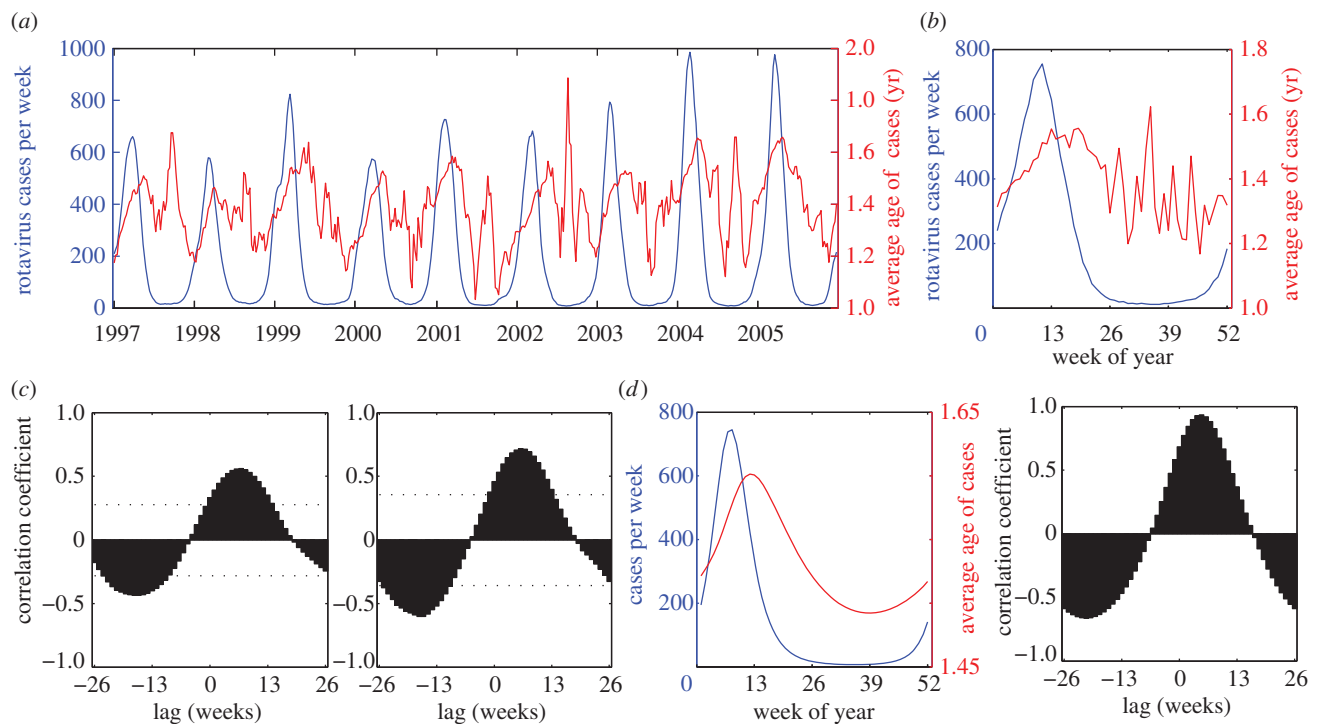 (a)
rotavirus cases per week
1000
800
600
400
200
0
1997 1998 1999 2000 2001 2002 2003 2004 2005
2.0
1.0
1.6
1.4
1.2
1.0
average age of cases (yr)
(b)
rotavirus cases per week
800
600
400
200
0
13 26 39 52
week of year
1.8
1.6
1.4
1.2
1.0
average age of cases (yr)
(c)
correlation coefficient
1.0
0.5
0
−0.5
−1.0
−26 −13 0 13 26
lag (weeks)
1.0
0.5
0
−0.5
−1.0
−26 −13 0 13 26
lag (weeks)
(d)
cases per week
800
600
400
200
0
13 26 39 52
week of year
1.65
1.45
average age of cases
correlation coefficient
1.0
0.5
0
−0.5
−1.0
−26 −13 0 13 26
lag (weeks)